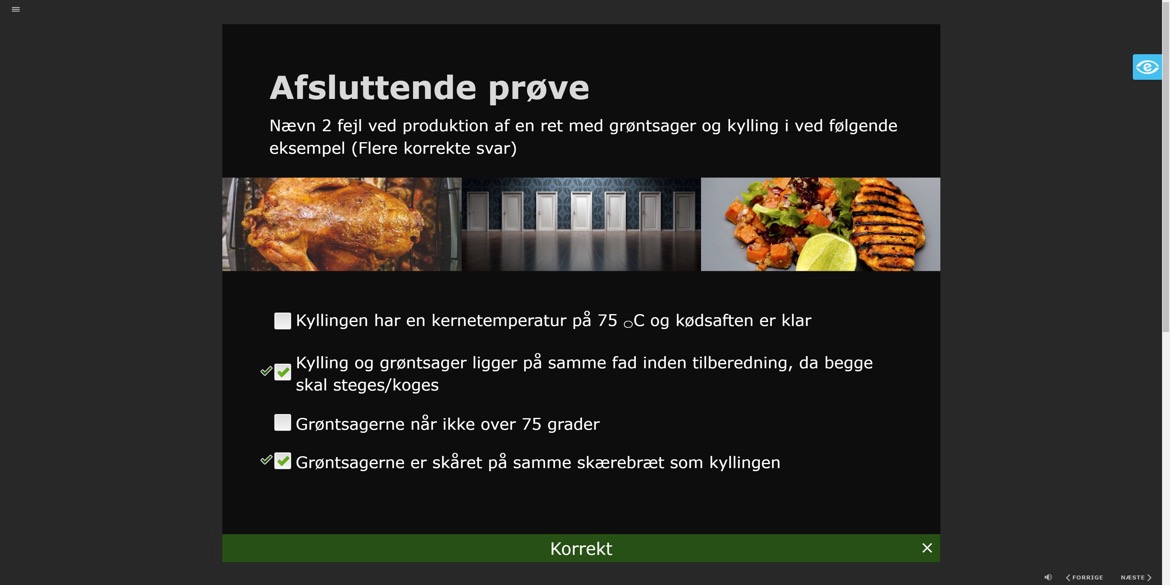 Afsluttende prøve
Nævn 2 fejl ved produktion af en ret med grøntsager og kylling i ved følgende
eksempel (Flere korrekte svar)
Kyllingen har en kernetemperatur på 75 ₒC og kødsaften er klar
Kylling og grøntsager ligger på samme fad inden tilberedning, da begge
skal steges/koges
Grøntsagerne når ikke over 75 grader
Grøntsagerne er skåret på samme skærebræt som kyllingen
Korrekt
FORRIGE NÆSTE